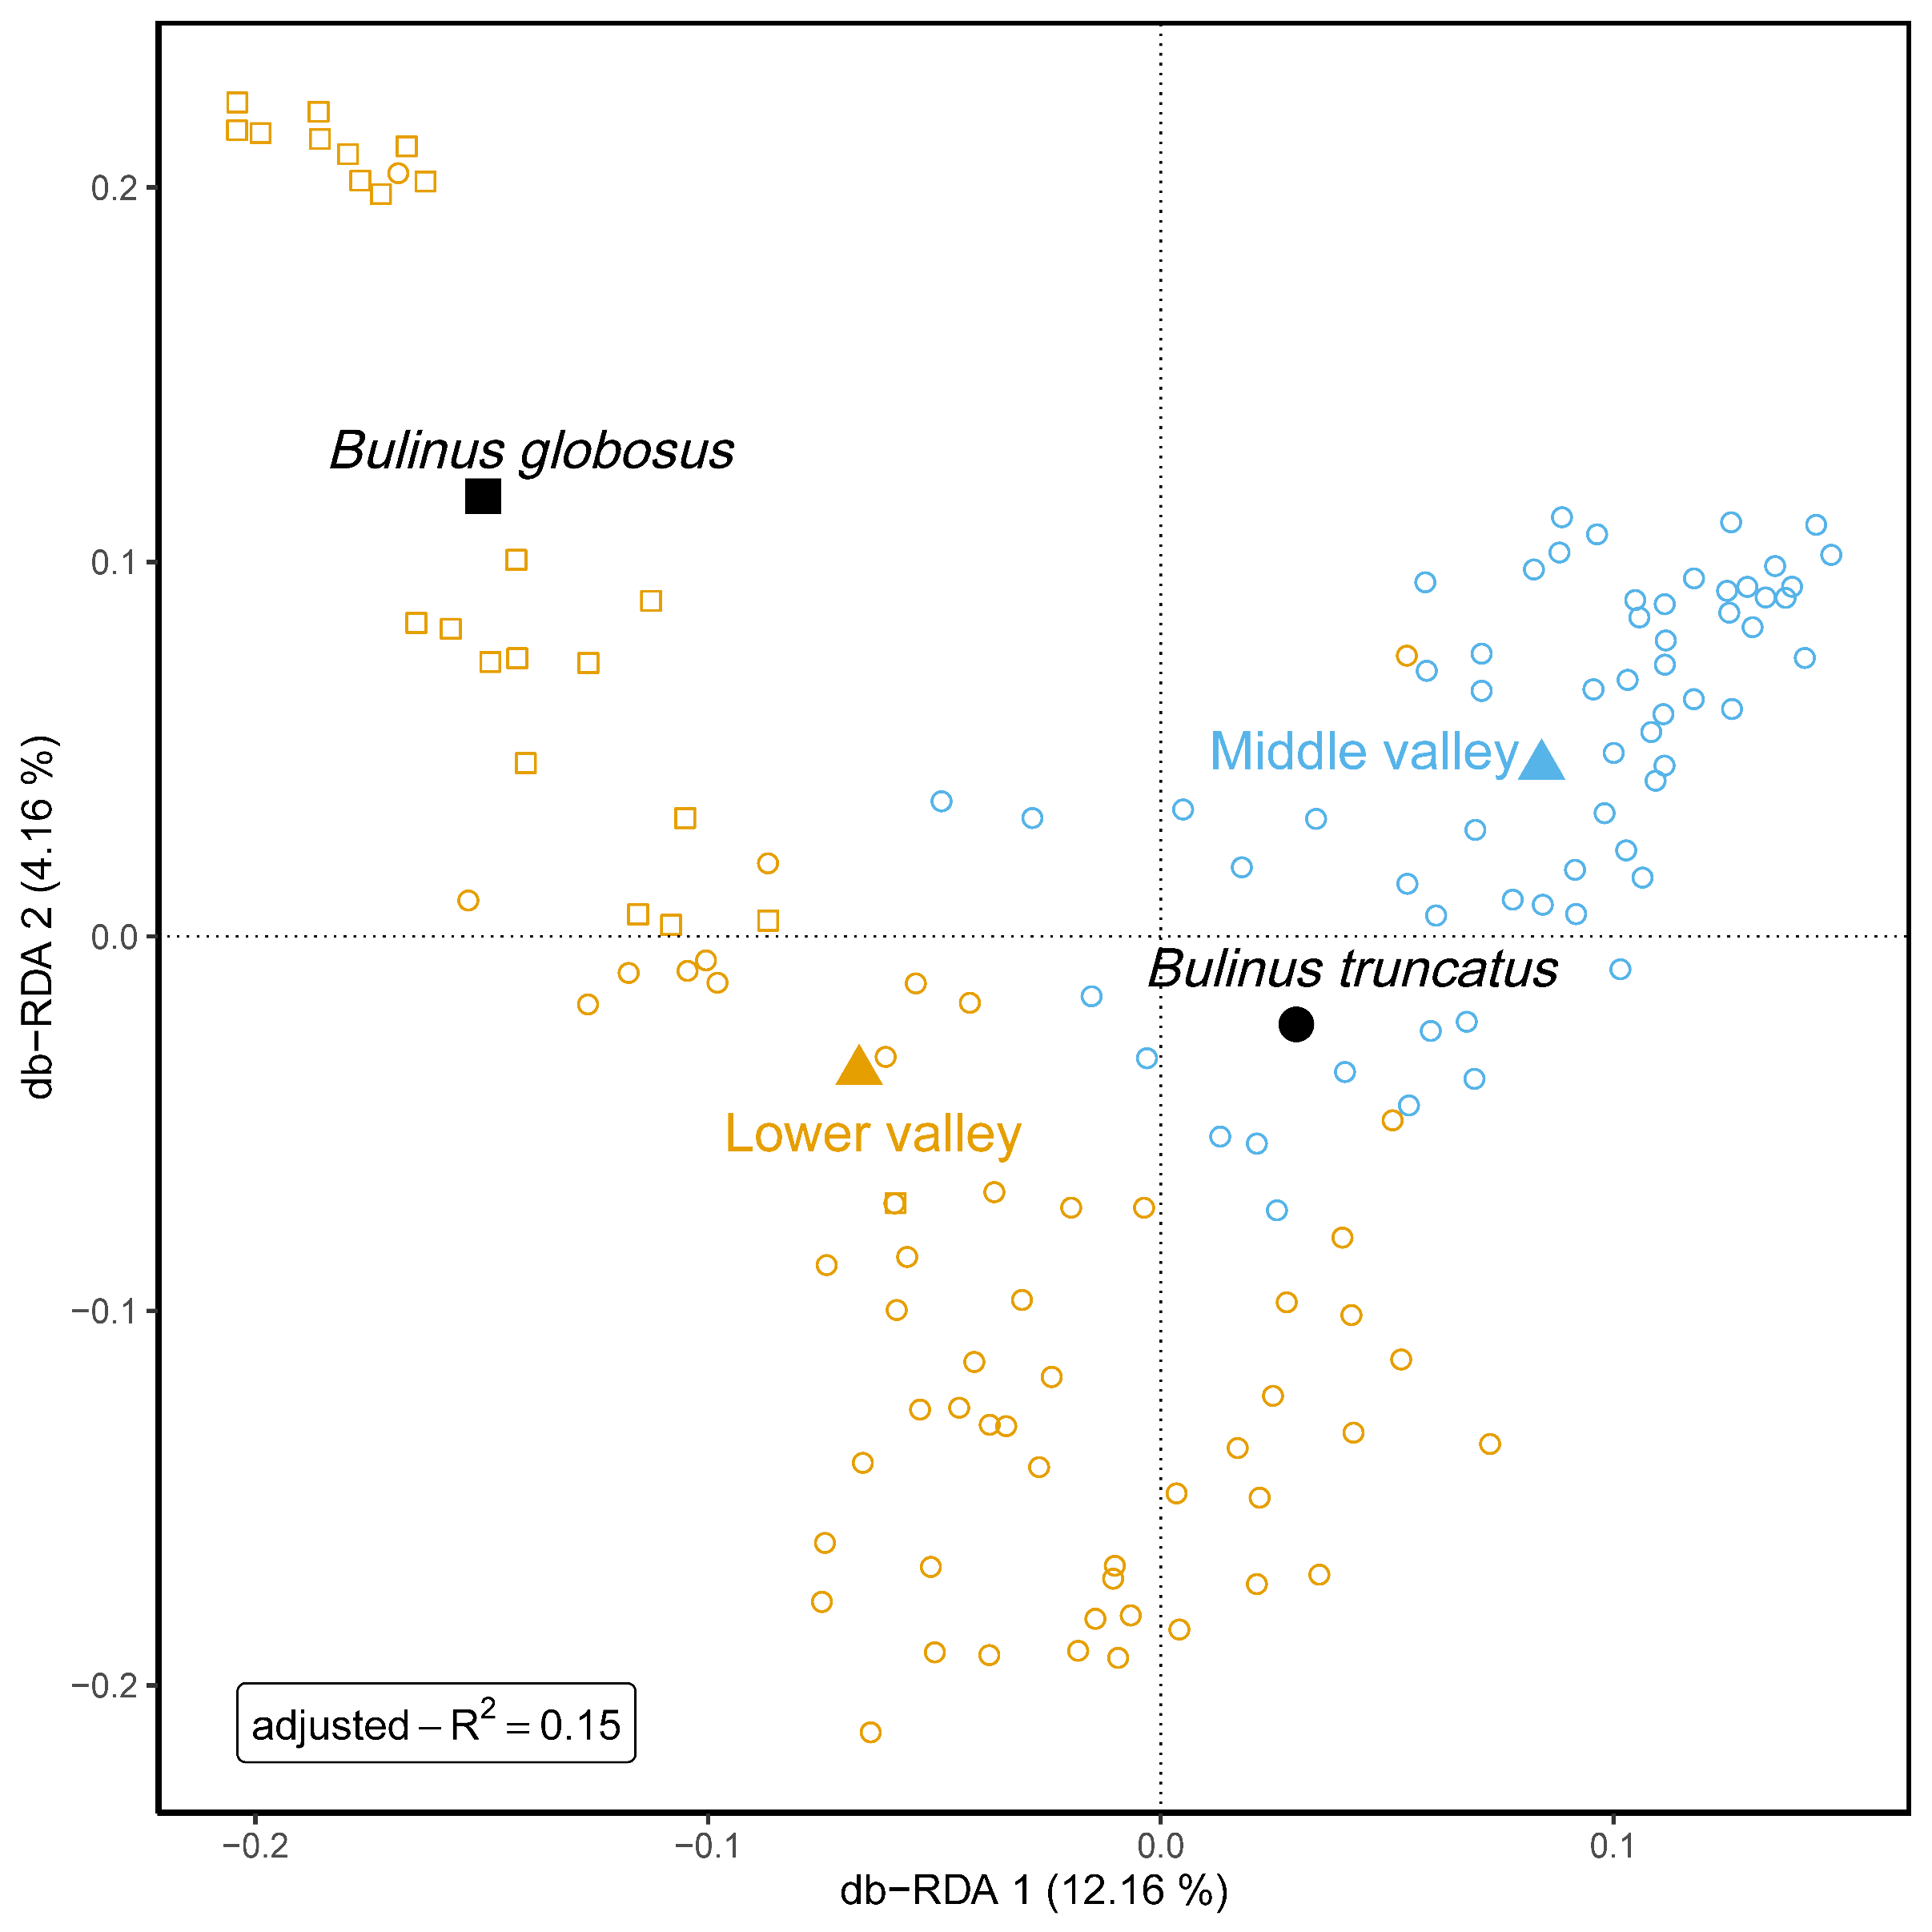 0.2
Bulinus globosus
0.1
Middle valley
db−RDA 2 (4.16 %)
0.0
Bulinus truncatus
Lower valley
−0.1
−0.2
adjusted − R² = 0.15
−0.2
−0.1
0.0
0.1
db−RDA 1 (12.16 %)